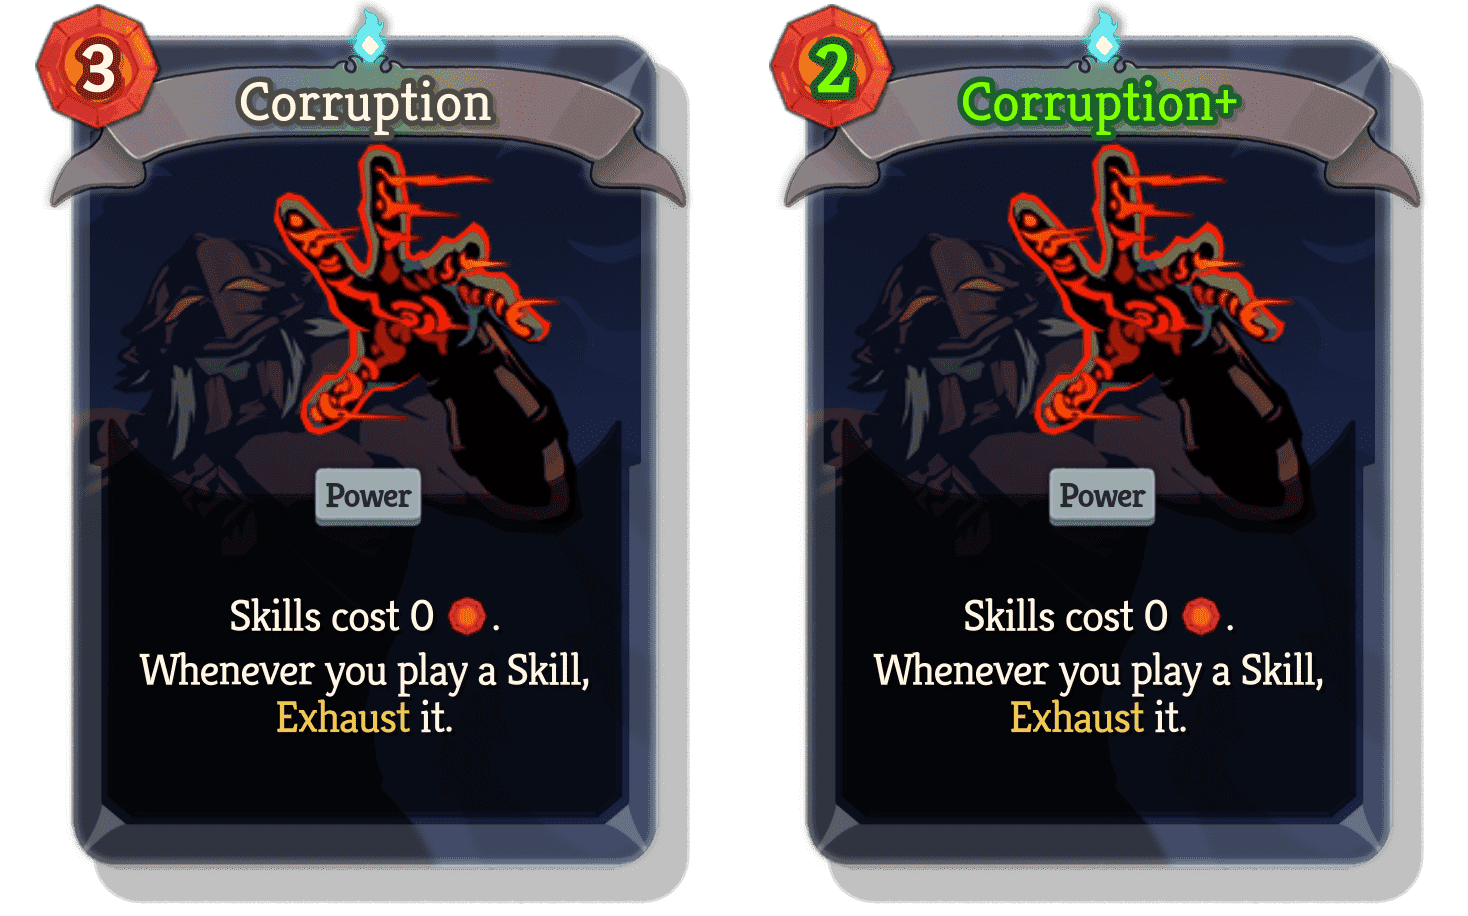 3
Corruption
Power
Skills cost 0 .
Whenever you play a Skill,
Exhaust it.
2
Corruption+
Power
Skills cost 0 .
Whenever you play a Skill,
Exhaust it.